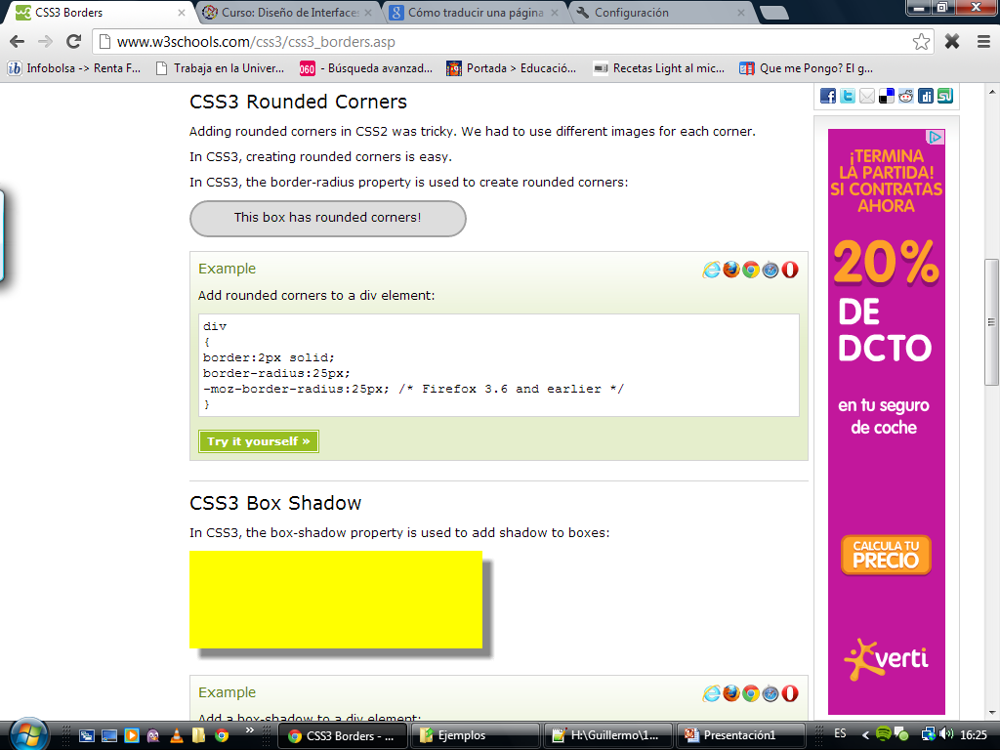 CSS3 Borders
Curso: Diseño de Interfaces
Cómo traducir una página
Configuración
www.w3schools.com/css3/css3_borders.asp
Infobolsa -> Renta F...
Trabaja en la Univer...
060 - Búsqueda avanzad...
Portada > Educació...
Recetas Light al mic...
Que me Pongo? El g...
CSS3 Rounded Corners
Adding rounded corners in CSS2 was tricky. We had to use different images for each corner.
In CSS3, creating rounded corners is easy.
In CSS3, the border-radius property is used to create rounded corners:
This box has rounded corners!
Example
Add rounded corners to a div element:
div
{
border:2px solid;
border-radius:25px;
-moz-border-radius:25px; /* Firefox 3.6 and earlier */
}
Try it yourself »
CSS3 Box Shadow
In CSS3, the box-shadow property is used to add shadow to boxes:
Example
Add a box-shadow to a div element:
¡TERMINA
LA PARTIDA!
SI CONTRATAS
AHORA
20%
DE
DCTO
en tu seguro
de coche
CALCULA TU
PRECIO
verti
CSS3 Borders - ...
Ejemplos
H:\Guillermo\1...
Presentación1
ES
16:25